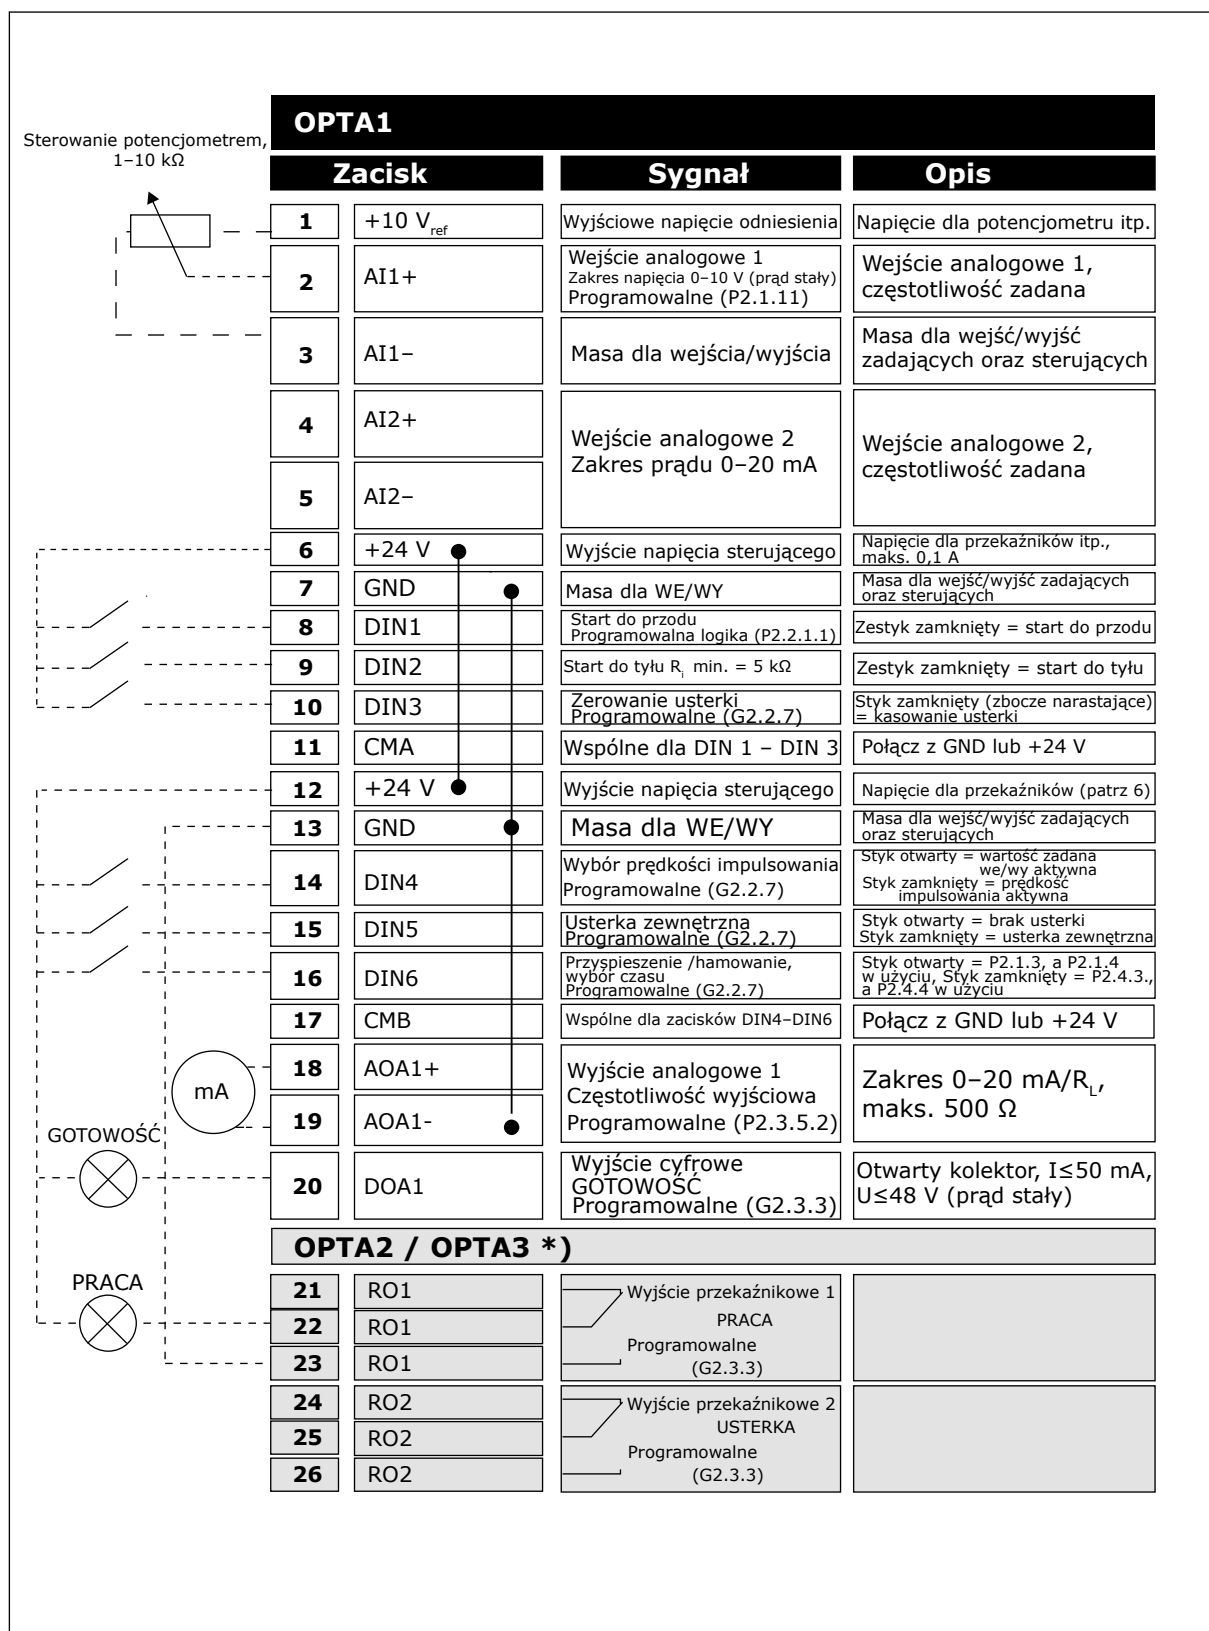 OPTA1
Sterowanie potencjometrem,
1–10 kΩ
Zacisk Sygnał Opis
1 +10 Vref Wyjściowe napięcie odniesienia Napięcie dla potencjometru itp.
2 AI1+ Wejście analogowe 1
Zakres napięcia 0–10 V (prąd stały)
Programowalne (P2.1.11)
Wejście analogowe 1,
częstotliwość zadana
3 AI1– Masa dla wejścia/wyjścia
Masa dla wejść/wyjść
zadających oraz sterujących
4 AI2+
5 AI2–
Wejście analogowe 2
Zakres prądu 0–20 mA
Wejście analogowe 2,
częstotliwość zadana
6 +24 V Wyjście napięcia sterującego
Napięcie dla przekaźników itp.,
maks. 0,1 A
7 GND Masa dla WE/WY
Masa dla wejść/wyjść zadających
oraz sterujących
8 DIN1
Start do przodu
Programowalna logika (P2.2.1.1)
Zestyk zamknięty = start do przodu
9 DIN2 Start do tyłu Ri min. = 5 kΩ Zestyk zamknięty = start do tyłu
10 DIN3
Zerowanie usterki
Programowalne (G2.2.7)
Styk zamknięty (zbocze narastające)
= kasowanie usterki
11 CMA Wspólne dla DIN 1 – DIN 3 Połącz z GND lub +24 V
12 +24 V Wyjście napięcia sterującego Napięcie dla przekaźników (patrz 6)
13 GND Masa dla WE/WY
Masa dla wejść/wyjść zadających
oraz sterujących
14 DIN4
Wybór prędkości impulsowania
Programowalne (G2.2.7)
Styk otwarty = wartość zadana
we/wy aktywna
Styk zamknięty = prędkość
impulsowania aktywna
15 DIN5
Usterka zewnętrzna
Programowalne (G2.2.7)
Styk otwarty = brak usterki
Styk zamknięty = usterka zewnętrzna
16 DIN6
Przyspieszenie /hamowanie,
wybór czasu
Programowalne (G2.2.7)
Styk otwarty = P2.1.3, a P2.1.4
w użyciu, Styk zamknięty = P2.4.3.,
a P2.4.4 w użyciu
17 CMB Wspólne dla zacisków DIN4–DIN6 Połącz z GND lub +24 V
mA
18 AOA1+
19 AOA1-
Wyjście analogowe 1
Częstotliwość wyjściowa
Programowalne (P2.3.5.2)
Zakres 0–20 mA/RL,
maks. 500 Ω
GOTOWOŚĆ
20 DOA1
Wyjście cyfrowe
GOTOWOŚĆ
Programowalne (G2.3.3)
Otwarty kolektor, I≤50 mA,
U≤48 V (prąd stały)
OPTA2 / OPTA3 *)
PRACA
21 RO1
22 RO1
23 RO1
Wyjście przekaźnikowe 1
PRACA
Programowalne
(G2.3.3)
24 RO2
25 RO2
26 RO2
Wyjście przekaźnikowe 2
USTERKA
Programowalne
(G2.3.3)